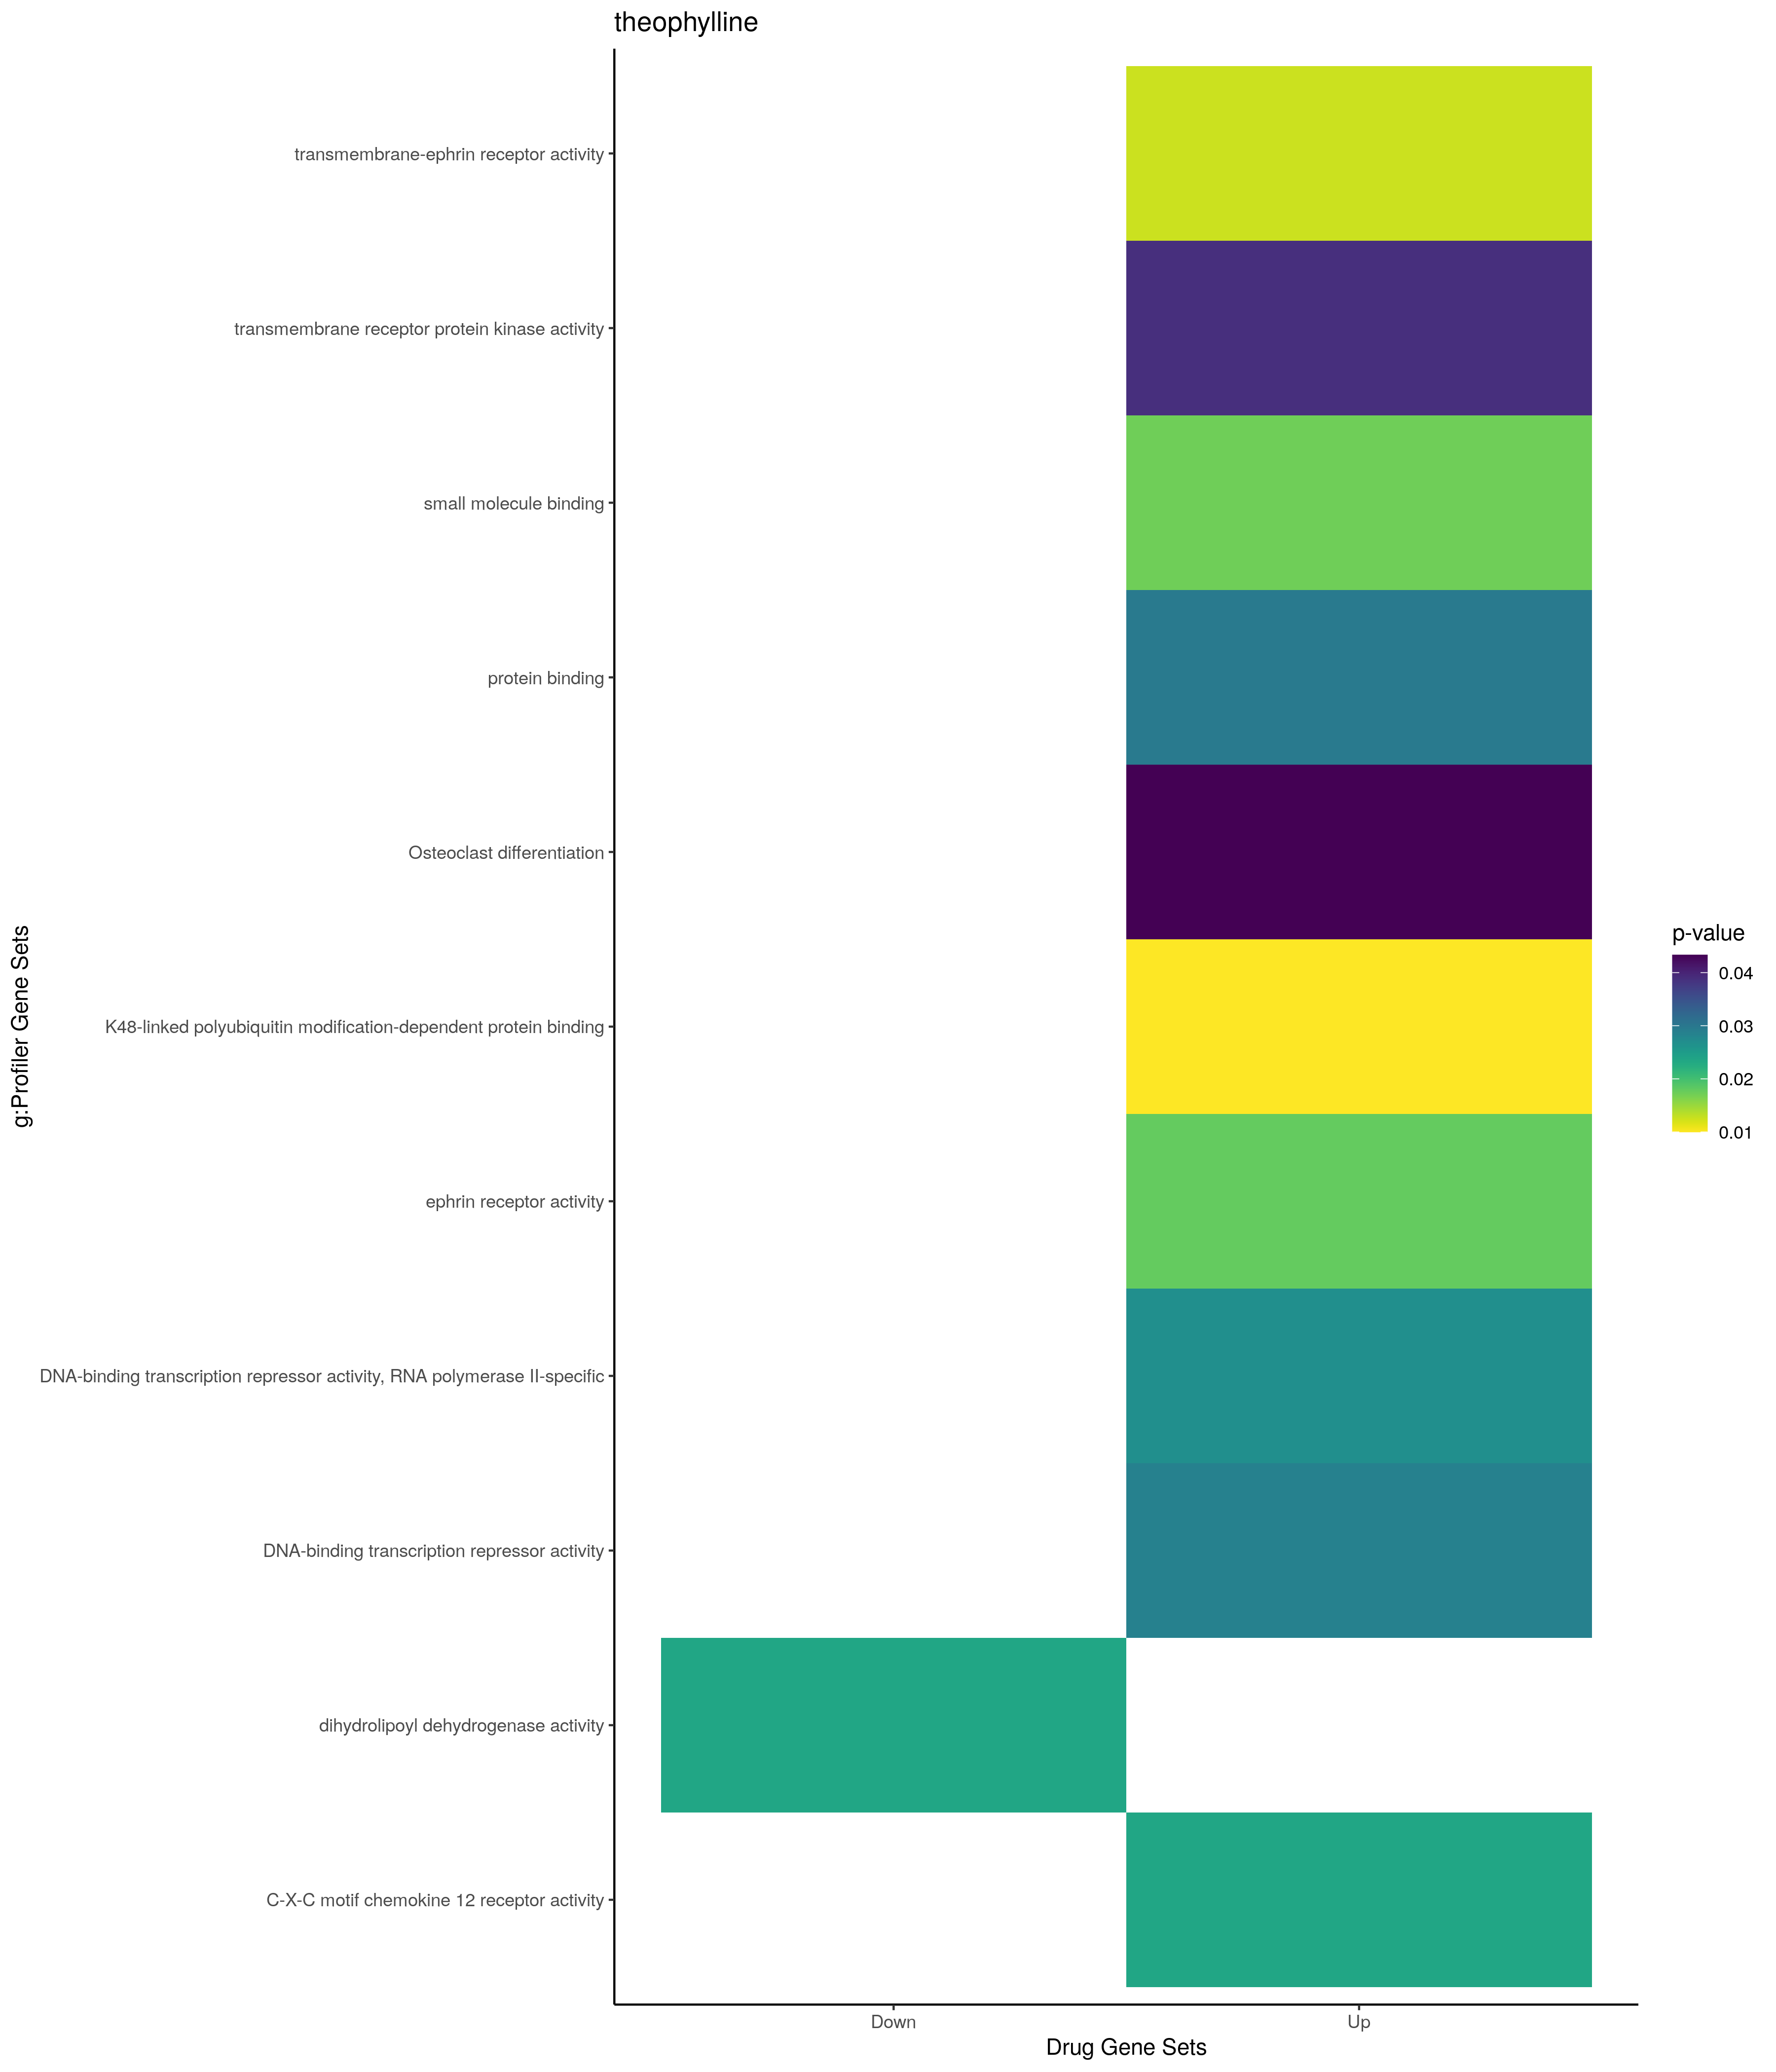 theophylline
transmembrane-ephrin receptor activity
transmembrane receptor protein kinase activity
small molecule binding
protein binding
Osteoclast differentiation
K48-linked polyubiquitin modification-dependent protein binding
ephrin receptor activity
DNA-binding transcription repressor activity, RNA polymerase II-specific
DNA-binding transcription repressor activity
dihydrolipoyl dehydrogenase activity
C-X-C motif chemokine 12 receptor activity
g:Profiler Gene Sets
Down
Up
Drug Gene Sets
p-value
0.04
0.03
0.02
0.01